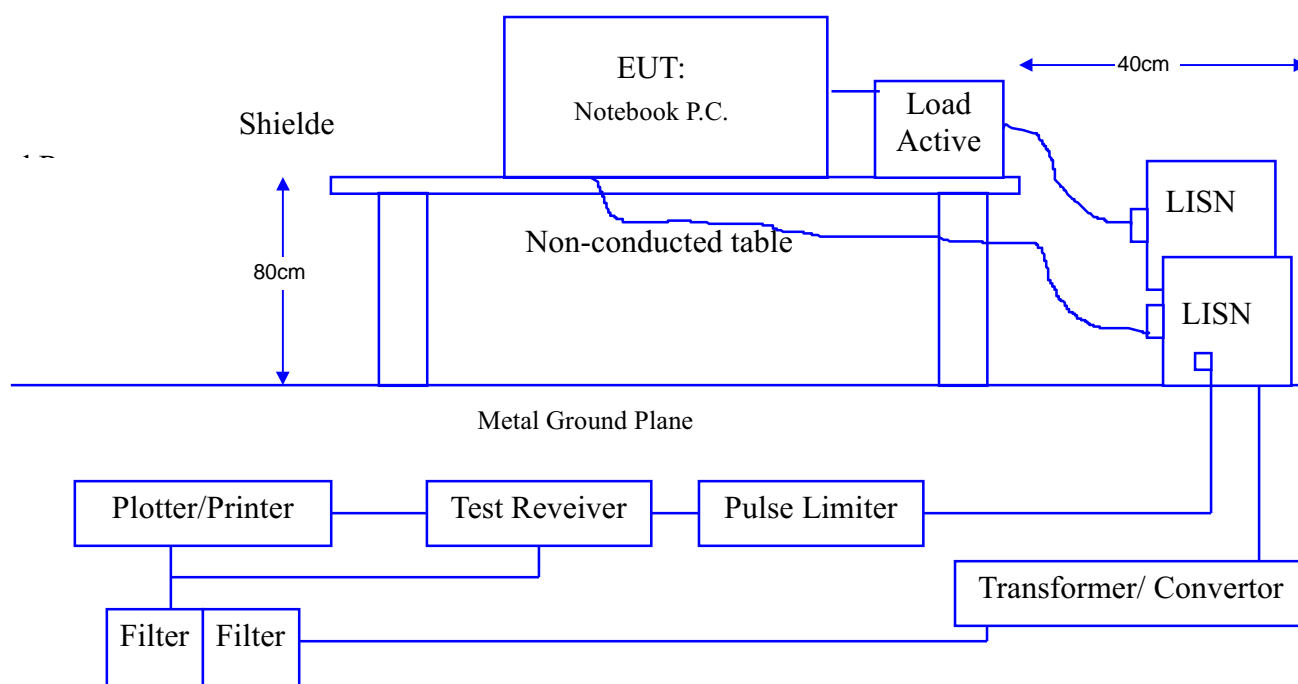 EUT:
Notebook P.C.
40cm
Load
Active
Shielde
LISN
Non-conducted table
80cm
LISN
Metal Ground Plane
Plotter/Printer
Test Reveiver
Pulse Limiter
Transformer/ Convertor
Filter
Filter